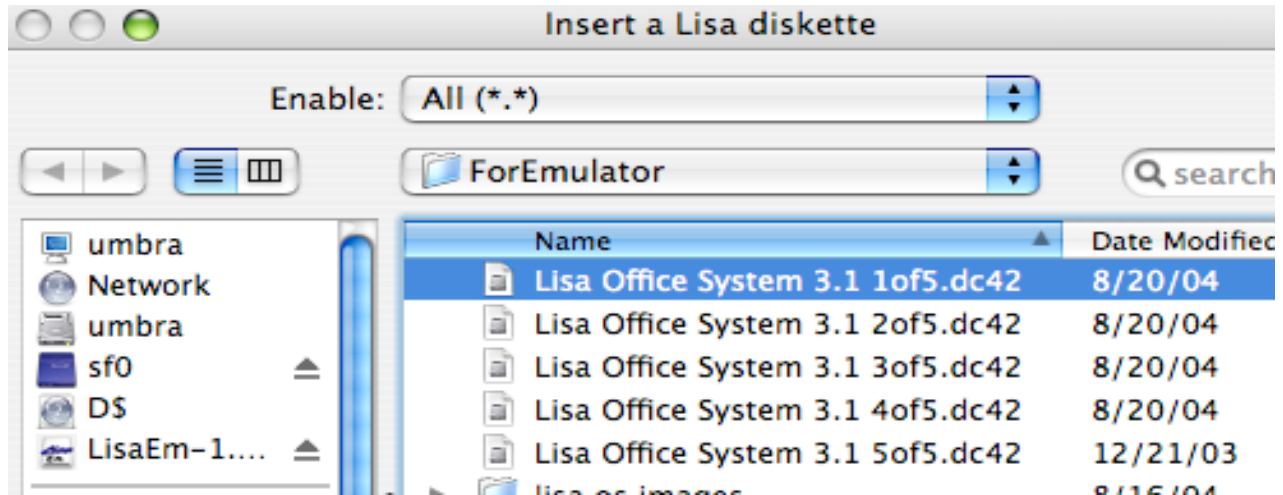 Insert a Lisa diskette
Enable: All (*.*)
ForEmulator
search
umbra
Network
umbra
sf0
D$
LisaEm-1....
Name Date Modified
Lisa Office System 3.1 1of5.dc42 8/20/04
Lisa Office System 3.1 2of5.dc42 8/20/04
Lisa Office System 3.1 3of5.dc42 8/20/04
Lisa Office System 3.1 4of5.dc42 8/20/04
Lisa Office System 3.1 5of5.dc42 12/21/03
lisa os images 8/16/04